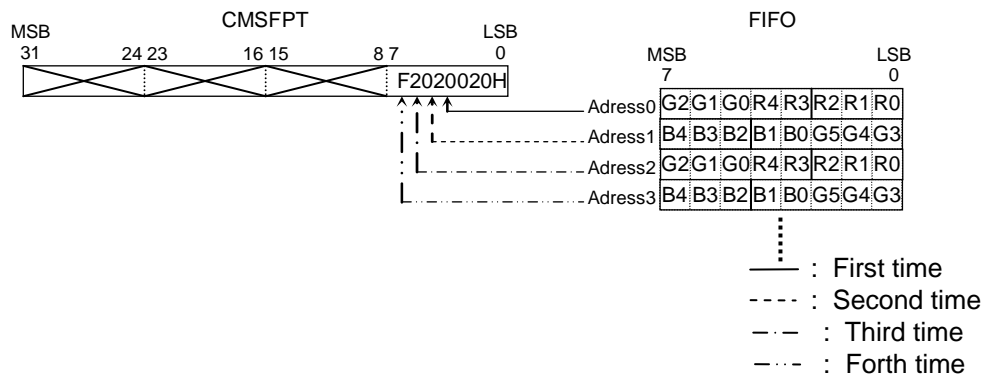 CMSFPT FIFO
MSB LSB
31 24 23 16 15 8 7 0
MSB LSB
7 0
F2020020H
Adress0 G2 G1 G0 R4 R3 R2 R1 R0
Adress1 B4 B3 B2 B1 B0 G5 G4 G3
Adress2 G2 G1 G0 R4 R3 R2 R1 R0
Adress3 B4 B3 B2 B1 B0 G5 G4 G3
: First time
: Second time
: Third time
: Forth time